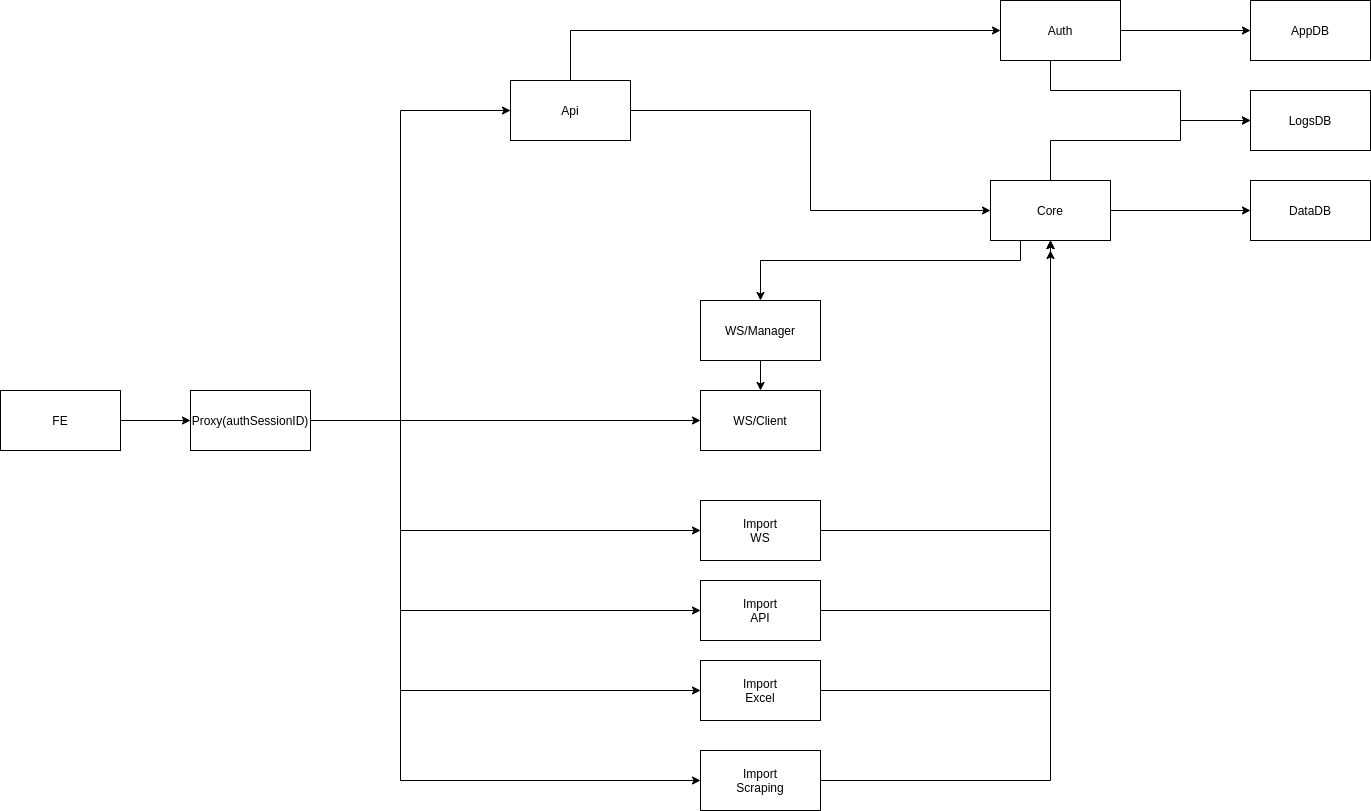 Auth
AppDB
Api
LogsDB
Core
DataDB
WS/Manager
FE
Proxy(authSessionID)
WS/Client
Import
WS
Import
API
Import
Excel
Import
Scraping